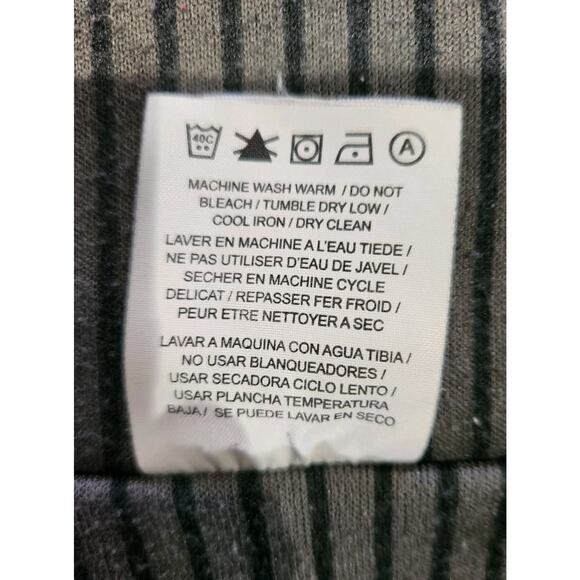 40C A
MACHINE WASH WARM / DO NOT
BLEACH / TUMBLE DRY LOW /
COOL IRON / DRY CLEAN
LAVER EN MACHINE A L'EAU TIEDE /
NE PAS UTILISER D'EAU DE JAVEL /
SECHER EN MACHINE CYCLE
DELICAT / REPASSER FER FROID /
PEUR ETRE NETTOYER A SEC
LAVAR A MAQUINA CON AGUA TIBIA /
NO USAR BLANQUEADORES /
USAR SECADORA CICLO LENTO /
USAR PLANCHA TEMPERATURA
BAJA / SE PUEDE LAVAR EN SECO